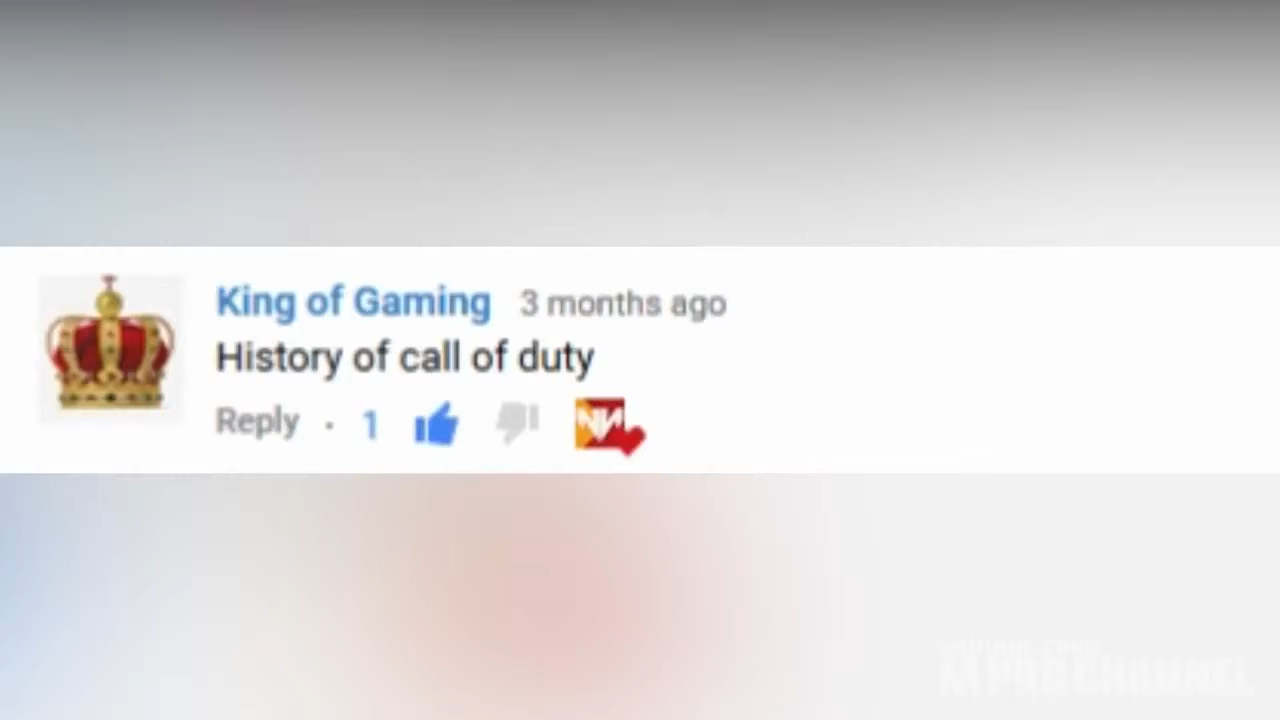 King of Gaming 3 months ago
History of call of duty
Reply · 1